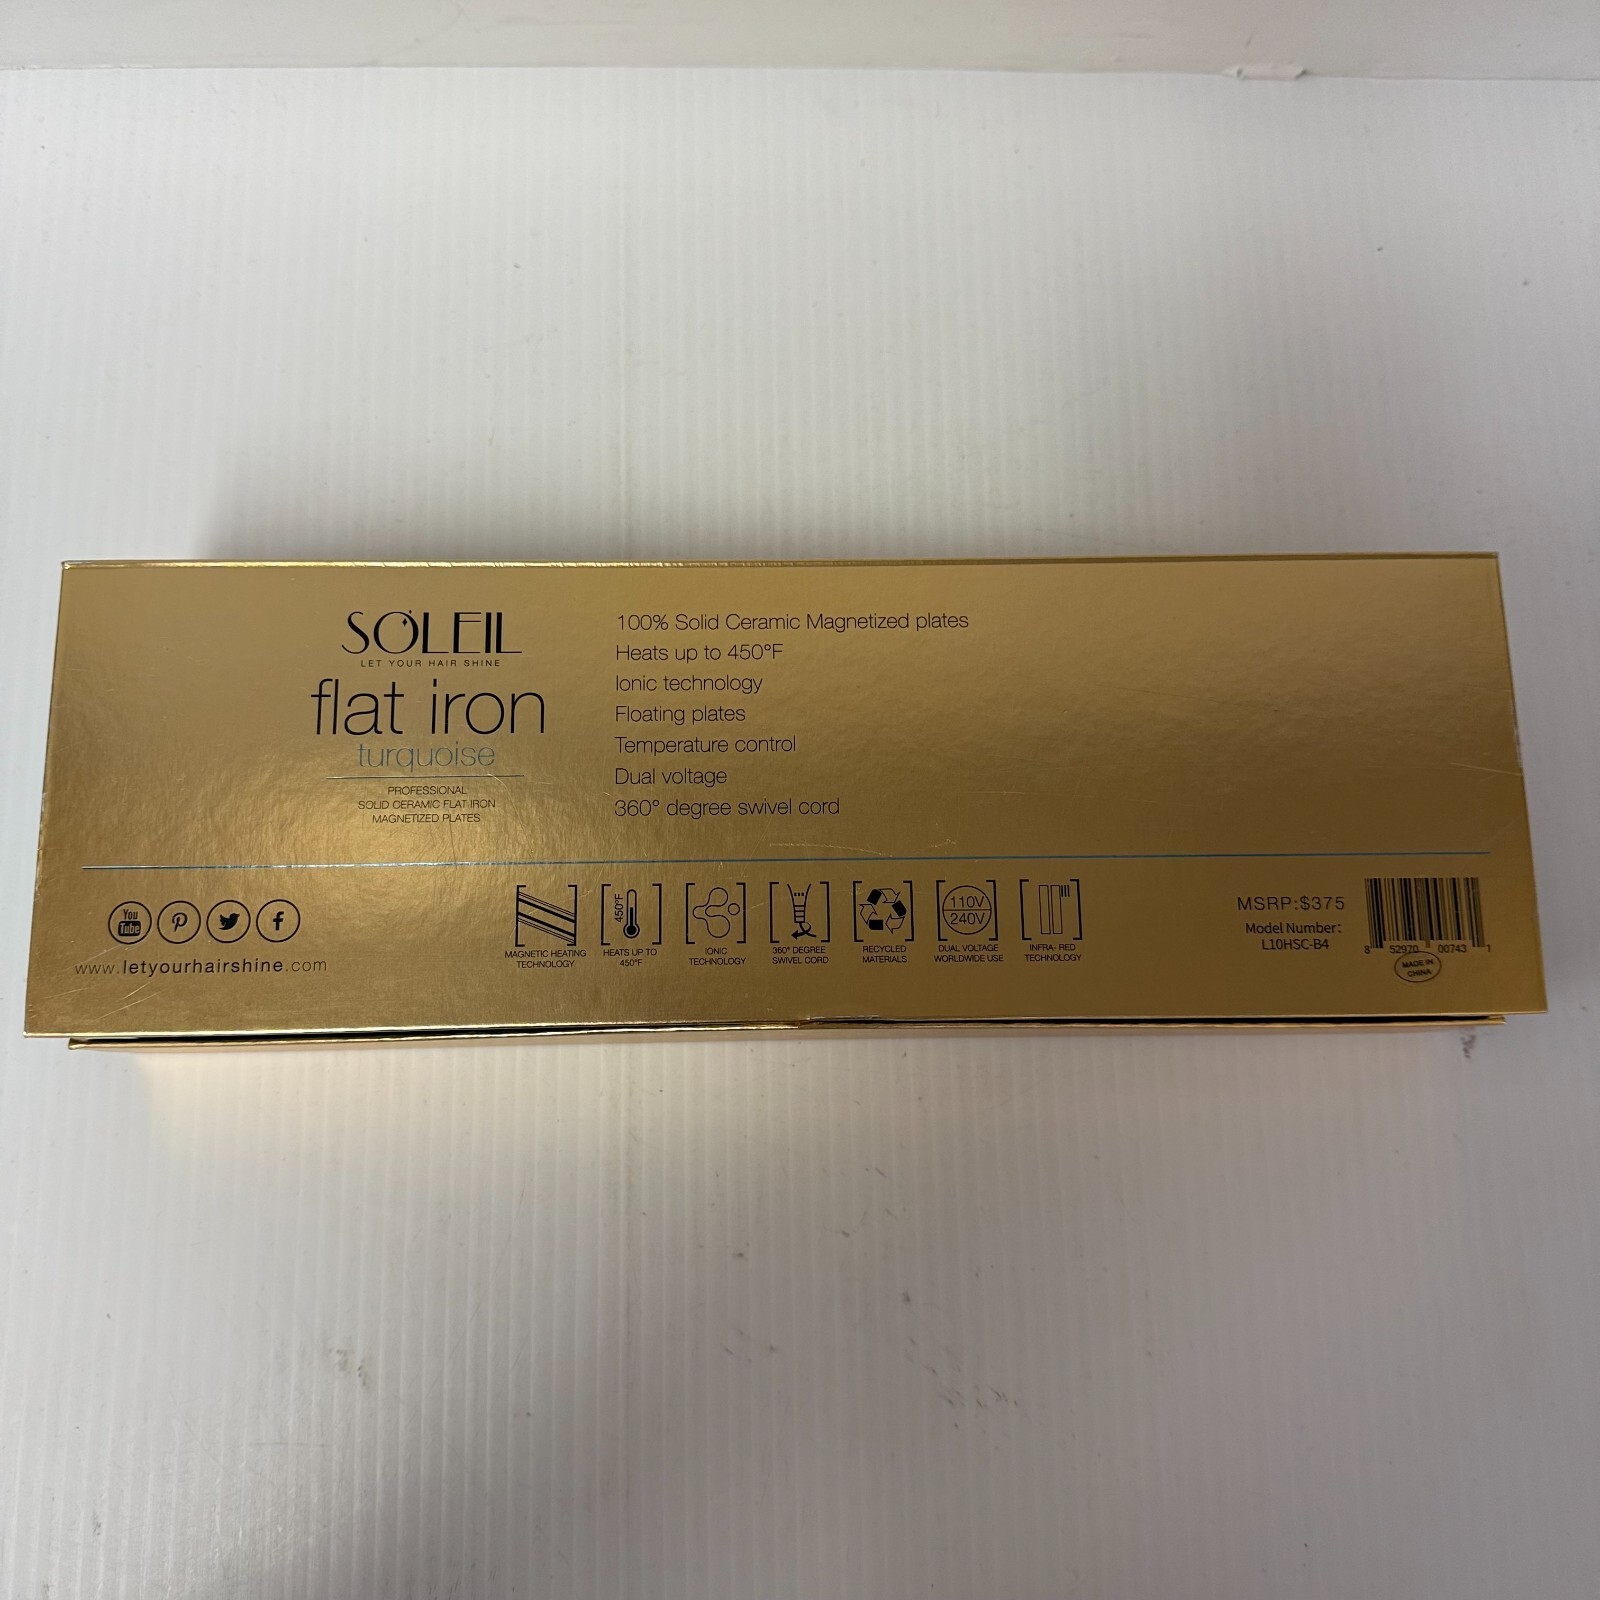 SOLEIL
LET YOUR HAIR SHINE
flat iron
turquoise
PROFESSIONAL
SOLID CERAMIC FLAT IRON
MAGNETIZED PLATES
100% Solid Ceramic Magnetized plates
Heats up to 450°F
Ionic technology
Floating plates
Temperature control
Dual voltage
360° degree swivel cord
You
Tube
www.letyourhairshine.com
MAGNETIC HEATING
TECHNOLOGY
450°F
HEATS UP TO
450°F
IONIC
TECHNOLOGY
360° DEGREE
SWIVEL CORD
RECYCLED
MATERIALS
110V
240V
DUAL VOLTAGE
WORLDWIDE USE
INFRA- RED
TECHNOLOGY
MSRP:$375
Model Number:
L10HSC-B4
8 52970 00743 1
MADE IN
CHINA